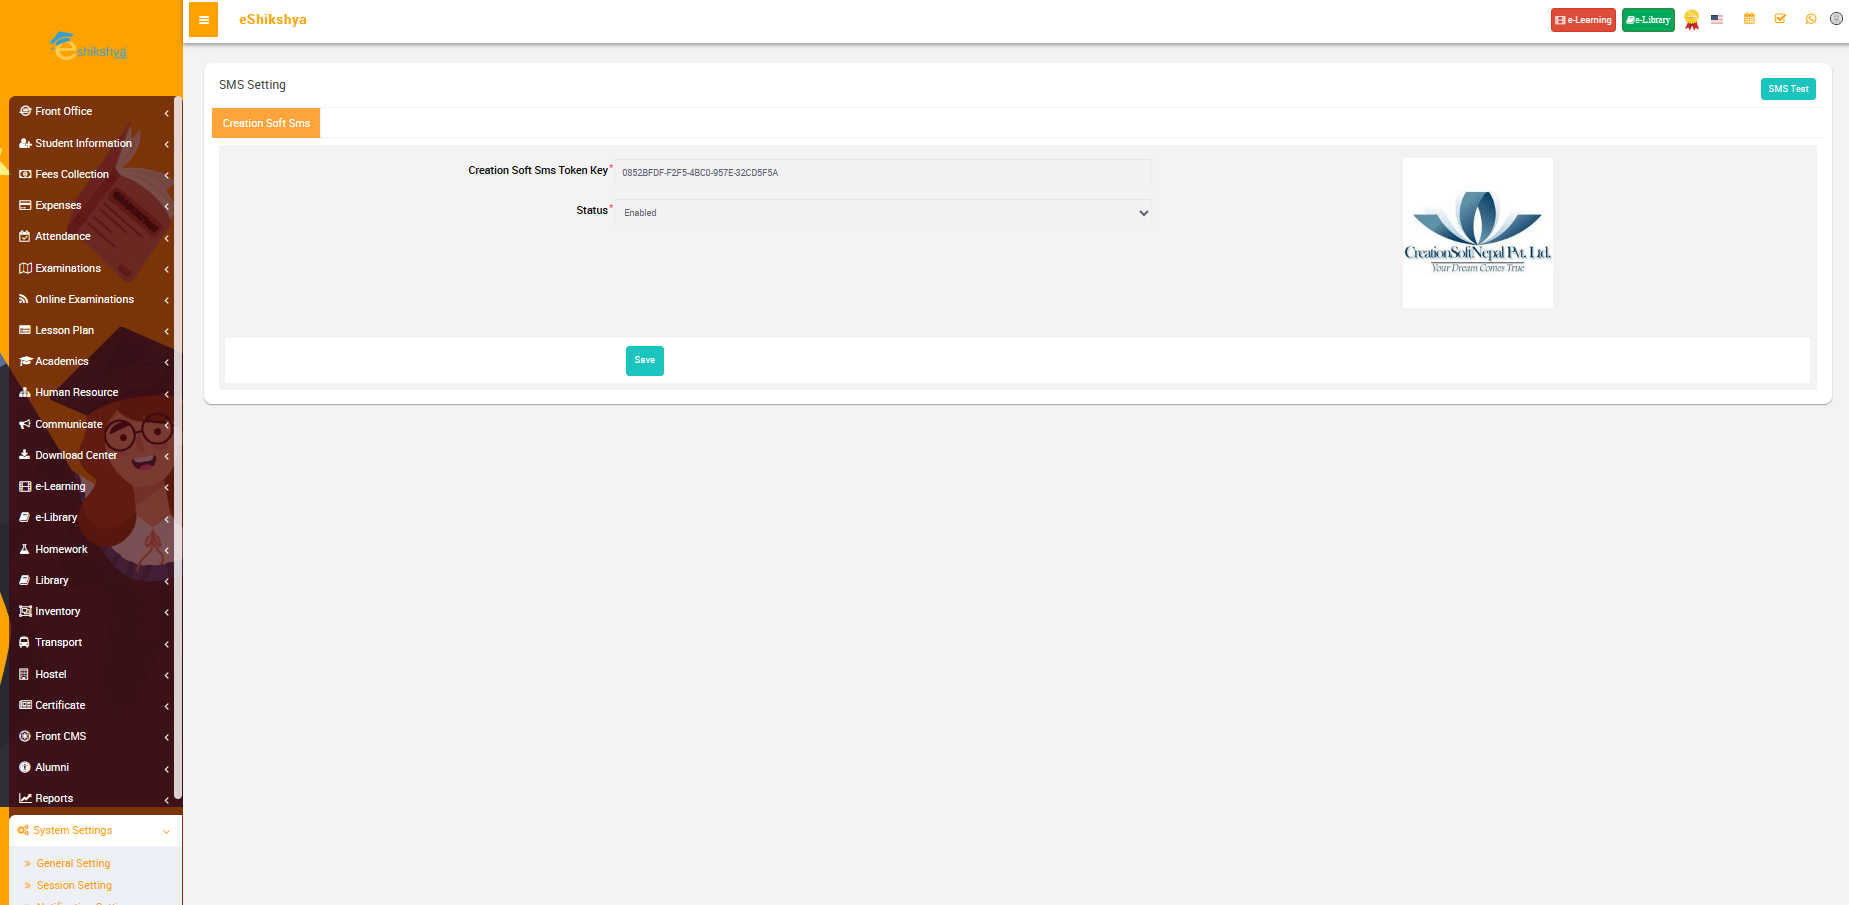 eshikshya
eShikshya
e-Learning
e-Library
Front Office
Student Information
Fees Collection
Expenses
Attendance
Examinations
Online Examinations
Lesson Plan
Academics
Human Resource
Communicate
Download Center
e-Learning
e-Library
Homework
Library
Inventory
Transport
Hostel
Certificate
Front CMS
Alumni
Reports
System Settings
General Setting
Session Setting
SMS Setting
SMS Test
Creation Soft Sms
Creation Soft Sms Token Key*
0852BFDF-F2F5-4BC0-957E-32CD5F5A
Status*
Enabled
CreationSoftNepal Pvt. Ltd.
Your Dream Comes True
Save